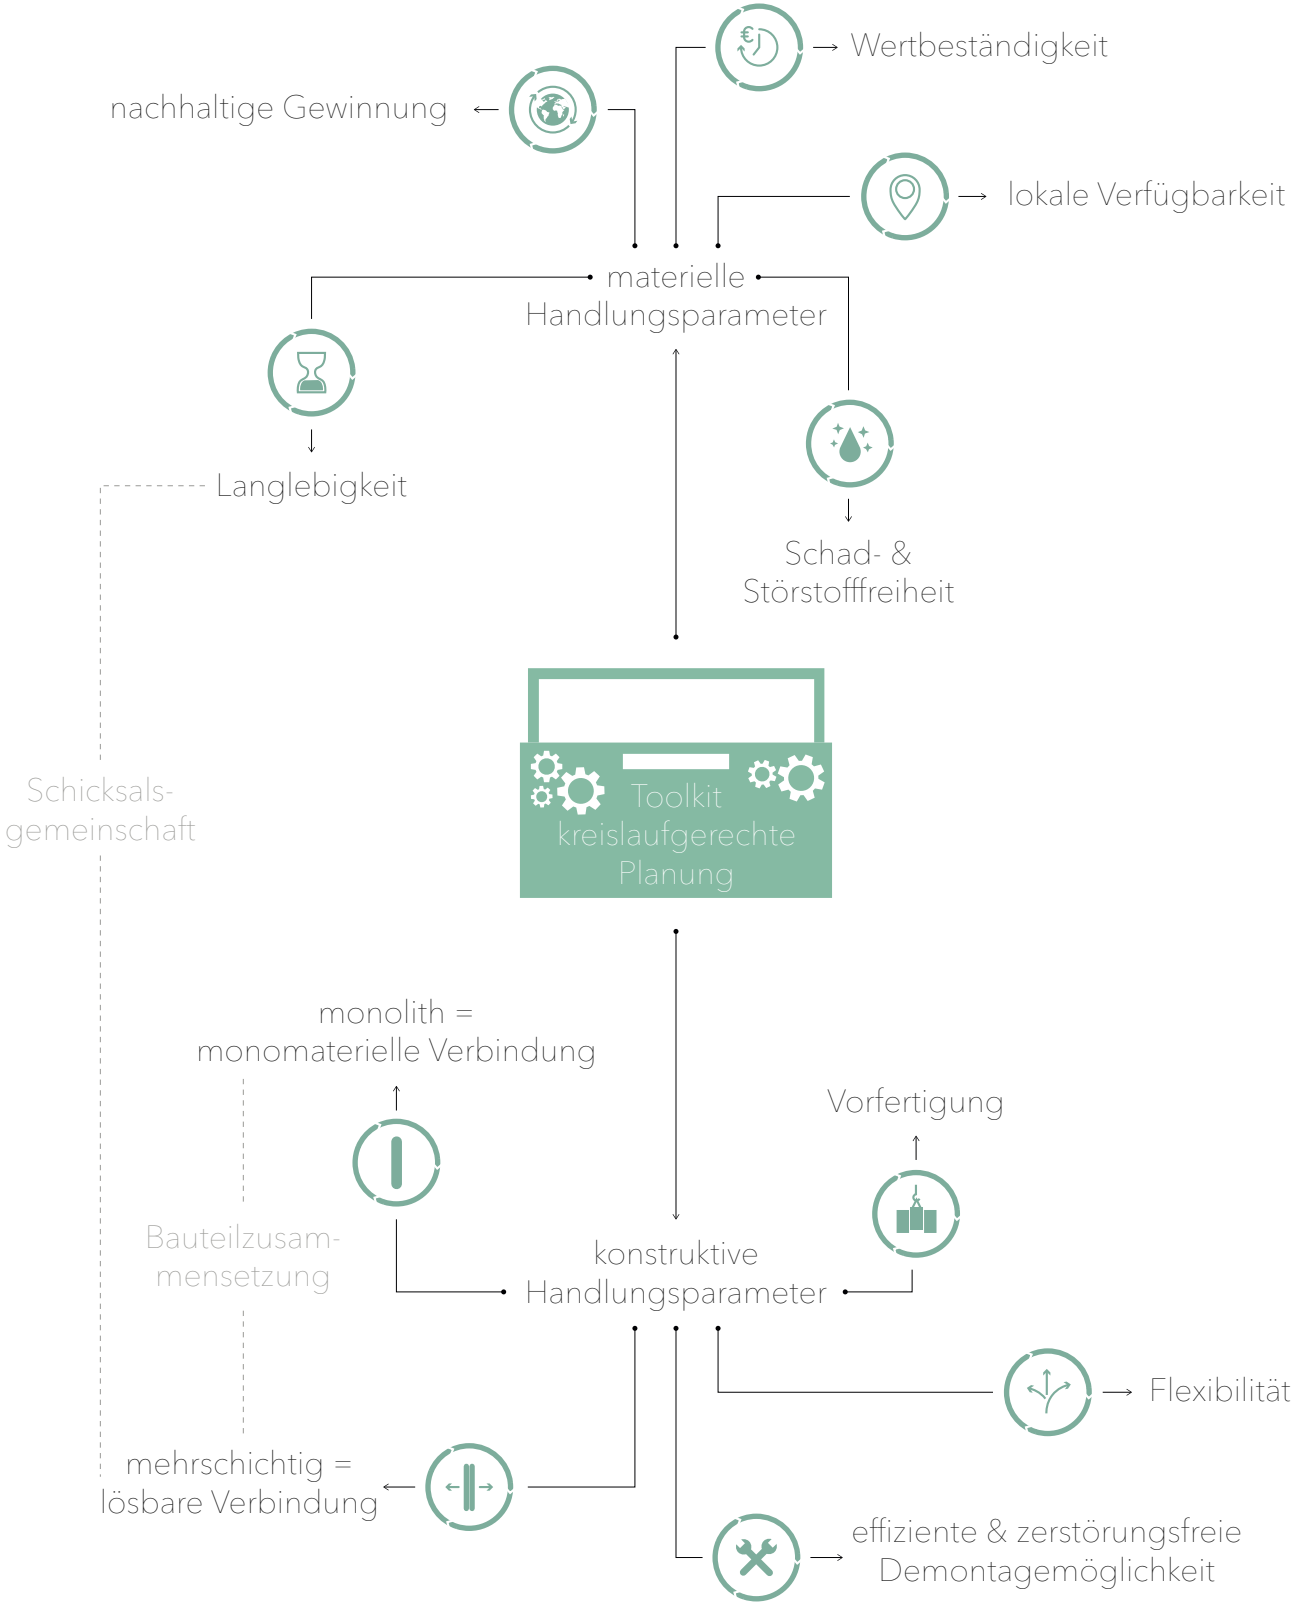 Wertbeständigkeit
nachhaltige Gewinnung
€
lokale Verfügbarkeit
materielle
Handlungsparameter
Langlebigkeit
Schad- &
Störstofffreiheit
Schicksals-
gemeinschaft
Toolkit
kreislaufgerechte
Planung
monolith =
monomaterielle Verbindung
Vorfertigung
Bauteilzusam-
mensetzung
konstruktive
Handlungsparameter
Flexibilität
mehrschichtig =
lösbare Verbindung
effiziente & zerstörungsfreie
Demontagemöglichkeit